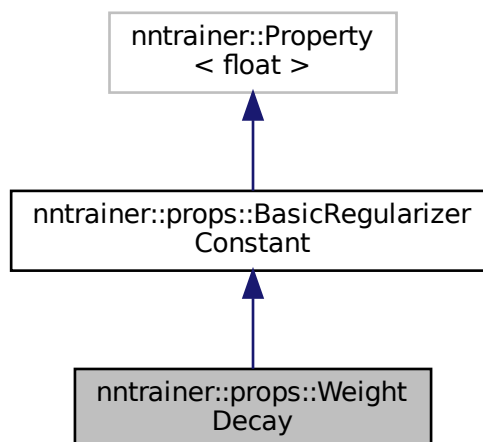 nntrainer::Property
< float >
nntrainer::props::BasicRegularizer
Constant
nntrainer::props::Weight
Decay